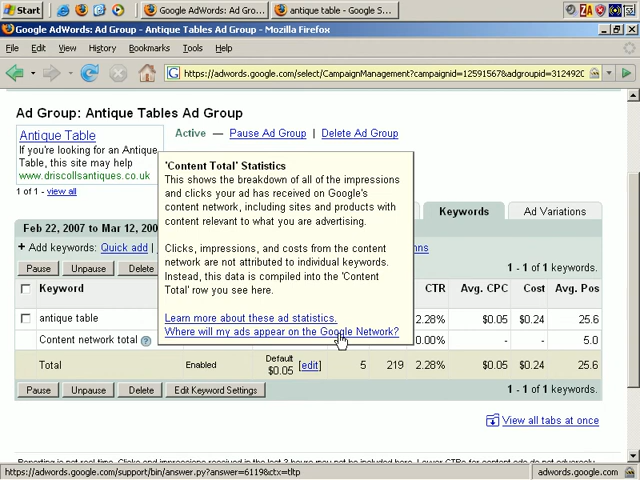 Start
Google AdWords: Ad Gro...
antique table - Google S...
Google AdWords: Ad Group - Antique Tables Ad Group - Mozilla Firefox
File Edit View History Bookmarks Tools Help
https://adwords.google.com/select/CampaignManagement?campaignid=12591567&adgroupid=3124920
Ad Group: Antique Tables Ad Group
Antique Table
If you're looking for an Antique
Table, this site may help
www.driscollsantiques.co.uk
1 of 1 - view all
Active — Pause Ad Group | Delete Ad Group
'Content Total' Statistics
This shows the breakdown of all of the impressions
and clicks your ad has received on Google's
content network, including sites and products with
content relevant to what you are advertising.
Clicks, impressions, and costs from the content
network are not attributed to individual keywords.
Instead, this data is compiled into the 'Content
Total' row you see here.
Learn more about these ad statistics.
Where will my ads appear on the Google Network?
Keywords Ad Variations
Feb 22, 2007 to Mar 12, 200
+ Add keywords: Quick add |
Pause Unpause Delete 1 - 1 of 1 keywords.
Keyword CTR Avg. CPC Cost Avg. Pos
antique table 2.28% $0.05 $0.24 25.6
Content network total ? 0.00% - - 5.0
Total Enabled Default $0.05 [edit] 5 219 2.28% $0.05 $0.24 25.6
Pause Unpause Delete Edit Keyword Settings 1 - 1 of 1 keywords.
View all tabs at once
https://adwords.google.com/support/bin/answer.py?answer=6119&ctx=tltp adwords.google.com